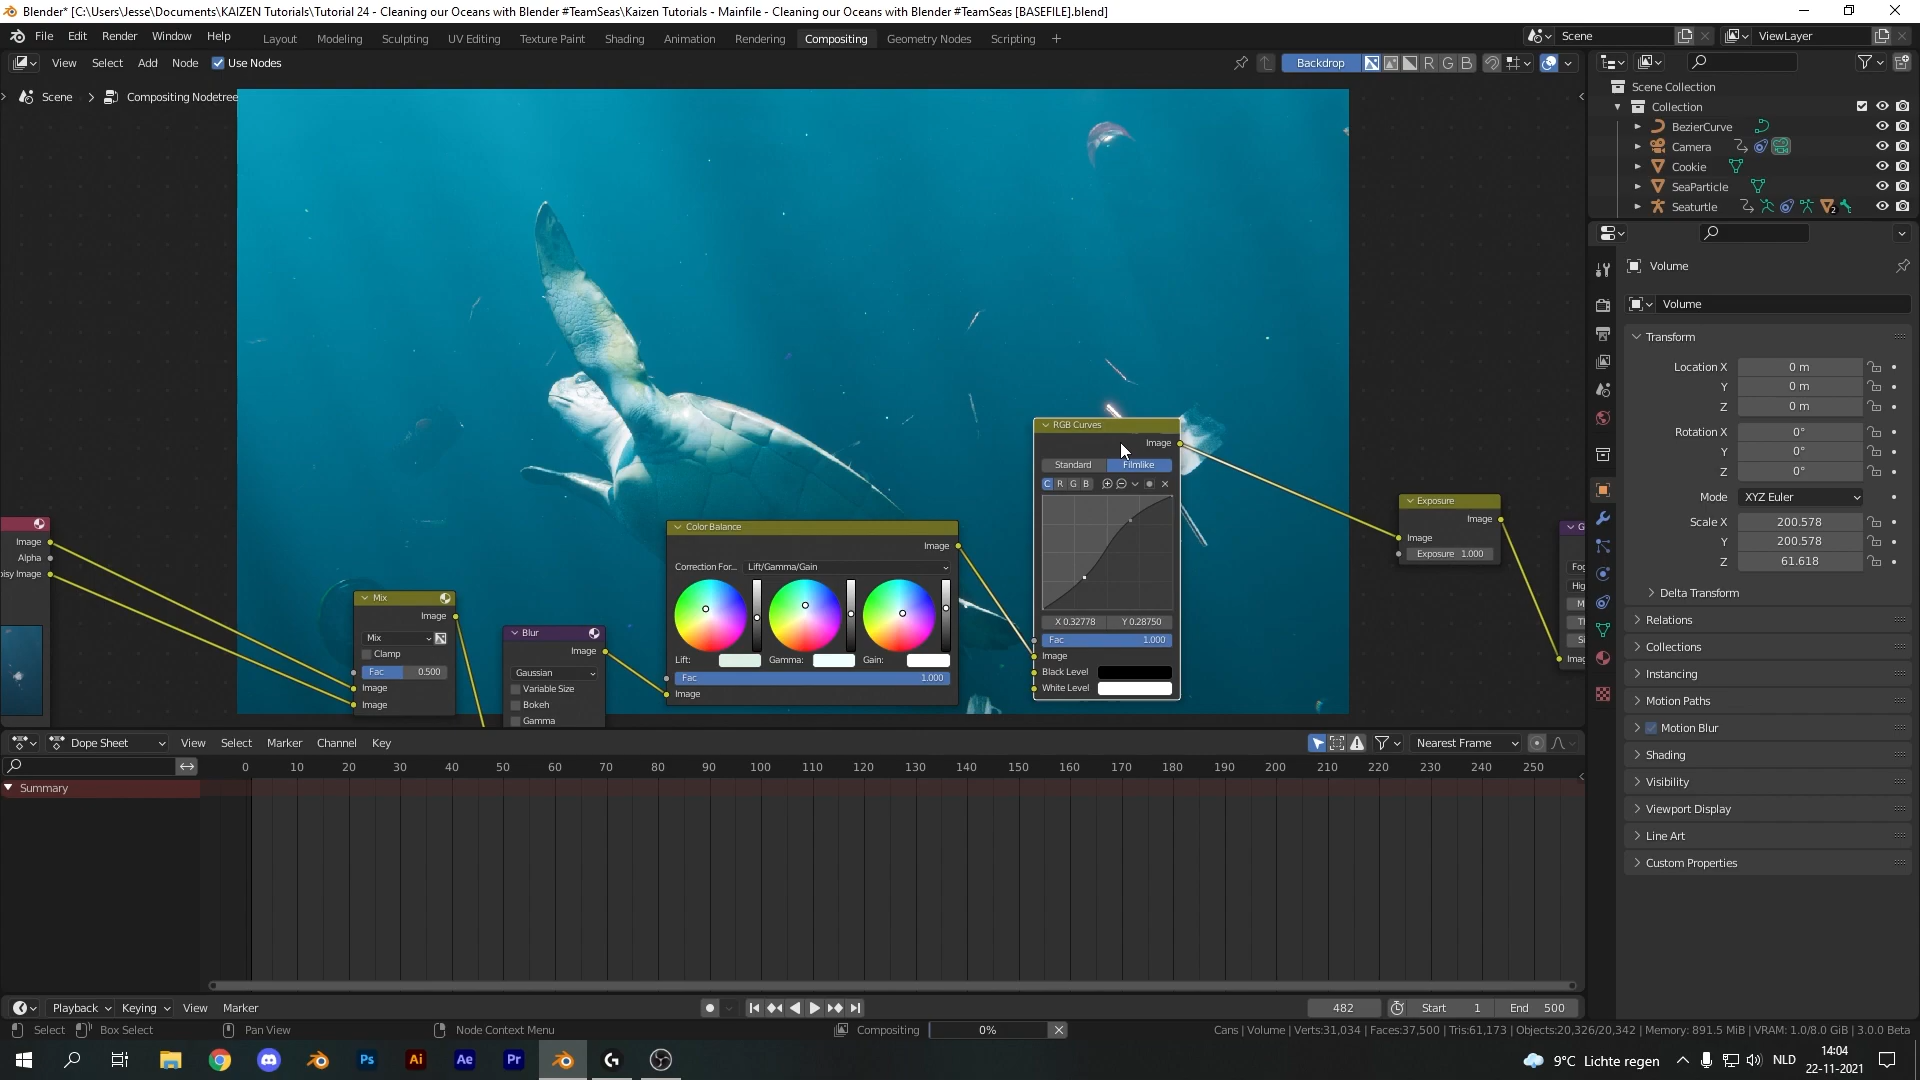 Blender* [C:\Users\Jesse\Documents\KAIZEN Tutorials\Tutorial 24 - Cleaning our Oceans with Blender #TeamSeas\Kaizen Tutorials - Mainfile - Cleaning our Oceans with Blender #TeamSeas [BASEFILE].blend]
File Edit Render Window Help Layout Modeling Sculpting UV Editing Texture Paint Shading Animation Rendering Compositing Geometry Nodes Scripting + Scene ViewLayer
View Select Add Node Use Nodes Backdrop R G B
Scene > Compositing Nodetree
Scene Collection
Collection
BezierCurve
Camera
Cookie
SeaParticle
Seaturtle 2
Volume
Volume
Transform
Location X 0 m
Y 0 m
Z 0 m
Rotation X 0°
Y 0°
Z 0°
Mode XYZ Euler
Scale X 200.578
Y 200.578
Z 61.618
Delta Transform
Relations
Collections
Instancing
Motion Paths
Motion Blur
Shading
Visibility
Viewport Display
Line Art
Custom Properties
Image
Alpha
oisy Image
Mix
Image
Mix
Clamp
Fac 0.500
Image
Image
Blur
Image
Gaussian
Variable Size
Bokeh
Gamma
Color Balance
Image
Correction For... Lift/Gamma/Gain
Lift: Gamma: Gain:
Fac 1.000
Image
RGB Curves
Image
Standard Filmlike
C R G B
X 0.32778 Y 0.28750
Fac 1.000
Image
Black Level
White Level
Exposure
Image
Image
Exposure 1.000
G
Fog
Hig
M
Th
Si
Imag
Dope Sheet View Select Marker Channel Key Nearest Frame
0 10 20 30 40 50 60 70 80 90 100 110 120 130 140 150 160 170 180 190 200 210 220 230 240 250
Summary
Playback Keying View Marker 482 Start 1 End 500
Select Box Select Pan View Node Context Menu Compositing 0% Cans | Volume | Verts:31,034 | Faces:37,500 | Tris:61,173 | Objects:20,326/20,342 | Memory: 891.5 MiB | VRAM: 1.0/8.0 GiB | 3.0.0 Beta
Ps Ai Ae Pr 9°C Lichte regen NLD 14:04
22-11-2021